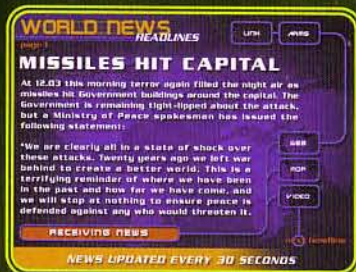 WORLD NEWS
HEADLINES
page 1
LINK
MISSILES HIT CAPITAL
At 12.03 this morning terror again filled the night air as
missiles hit Government buildings around the capital. The
Government is remaining tight-lipped about the attack,
but a Ministry of Peace spokesman has issued the
following statement:
"We are clearly all in a state of shock over
these attacks. Twenty years ago we left war
behind to create a better world. This is a
terrifying reminder of where we have been
in the past and how far we have come, and
we will stop at nothing to ensure peace is
defended against any who would threaten it.
MAP
VIDEO
RECEIVING NEWS
headline
NEWS UPDATED EVERY 30 SECONDS